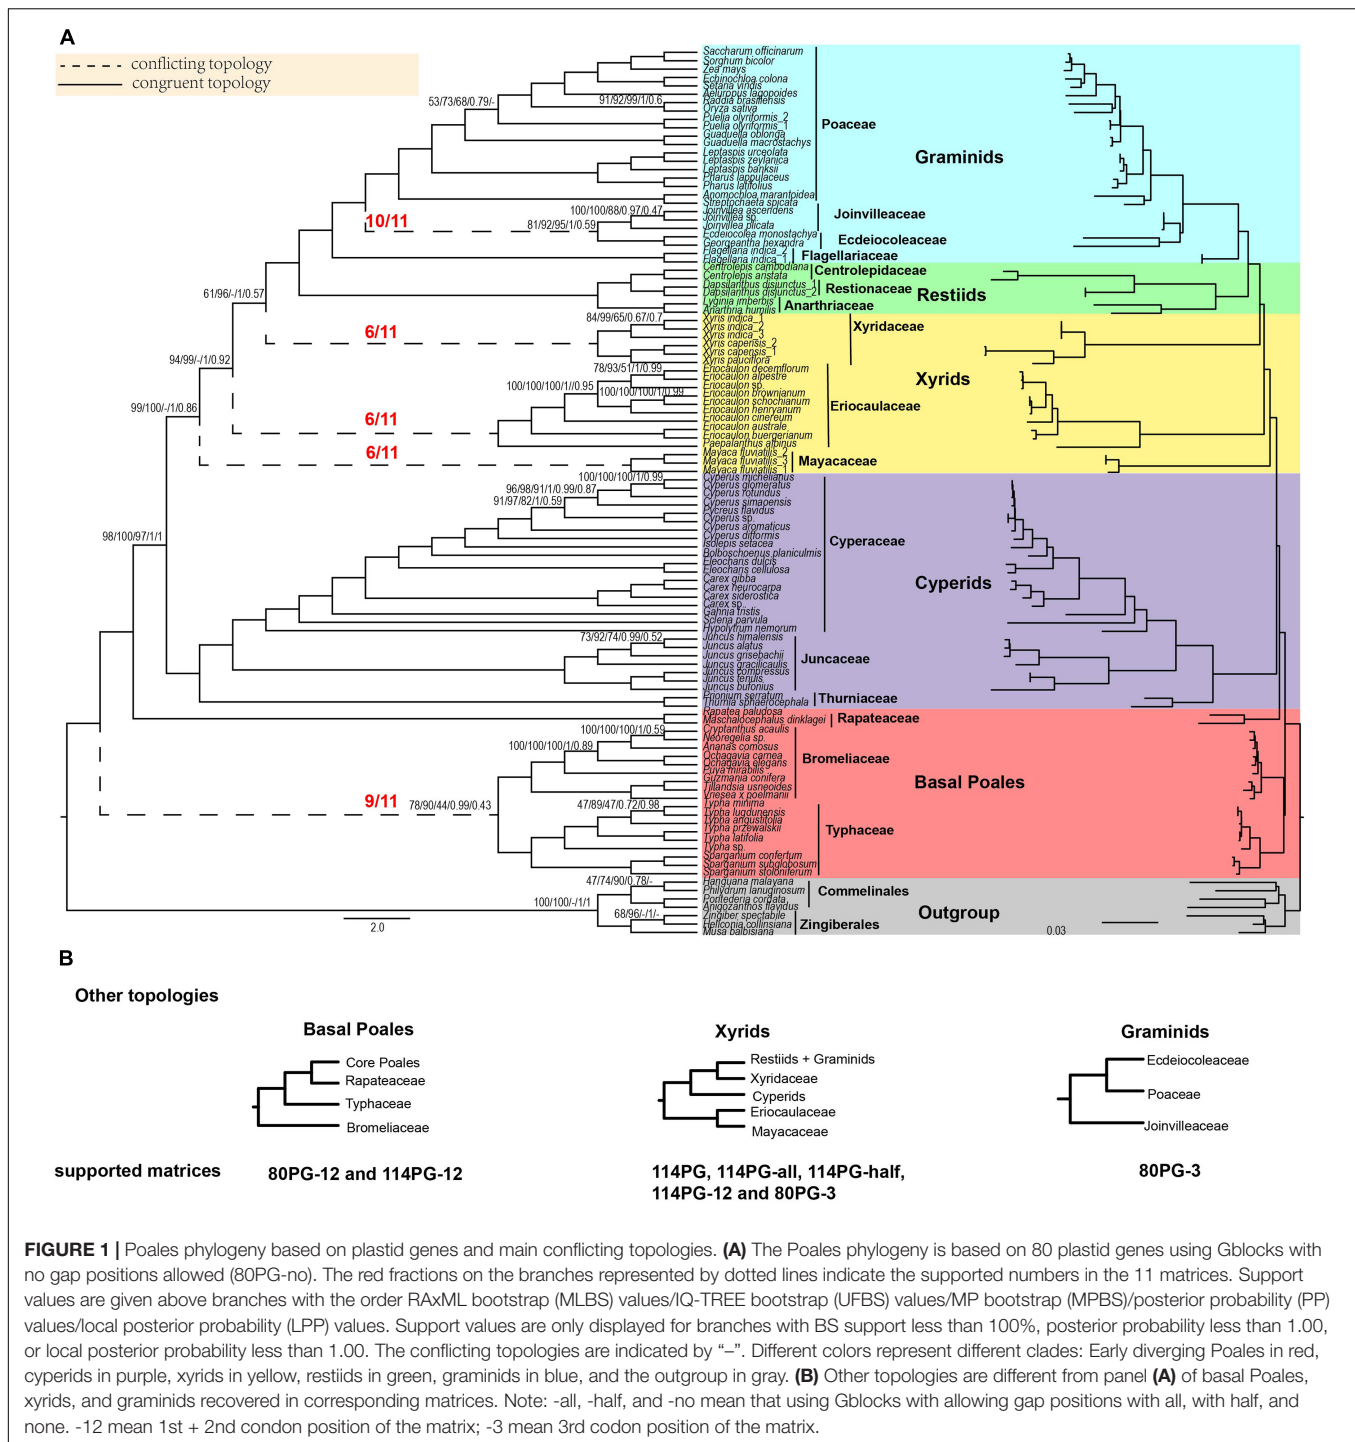 A
conflicting topology
congruent topology
Saccharum officinarum
Sorghum bicolor
Zea mays
Echinochloa colona
Setaria viridis
Aeluropus lagopoides
Raddia brasiliensis
Oryza sativa
Puelia olyriformis_2
Puelia olyriformis_1
Guaduella oblonga
Guaduella macrostachys
Leptaspis urceolata
Leptaspis zeylanica
Leptaspis banksii
Pharus lappulaceus
Pharus latifolius
Anomochloa marantoidea
Streptochaeta spicata
Joinvillea ascendens
Joinvillea sp.
Joinvillea plicata
Ecdeiocolea monostachya
Georgeantha hexandra
Flagellaria indica_2
Flagellaria indica_1
Centrolepis cambodiana
Centrolepis aristata
Dapsilanthus disjunctus_1
Dapsilanthus disjunctus_2
Lyginia imberbis
Anarthria humilis
Xyris indica_1
Xyris indica_2
Xyris indica_3
Xyris capensis_2
Xyris capensis_1
Xyris pauciflora
Eriocaulon decemflorum
Eriocaulon alpestre
Eriocaulon sp.
Eriocaulon brownianum
Eriocaulon schochianum
Eriocaulon henryanum
Eriocaulon cinereum
Eriocaulon australe
Eriocaulon buergerianum
Paepalanthus alpinus
Mayaca fluviatilis_2
Mayaca fluviatilis_3
Mayaca fluviatilis_1
Cyperus michelianus
Cyperus glomeratus
Cyperus rotundus
Cyperus simaoensis
Pycreus flavidus
Cyperus sp.
Cyperus aromaticus
Cyperus difformis
Isolepis setacea
Bolboschoenus planiculmis
Eleocharis dulcis
Eleocharis cellulosa
Carex gibba
Carex neurocarpa
Carex siderosticta
Carex sp.
Gahnia tristis
Scleria parvula
Hypolytrum nemorum
Juncus himalensis
Juncus alatus
Juncus grisebachii
Juncus gracilicaulis
Juncus compressus
Juncus tenuis
Juncus bufonius
Prionium serratum
Thurnia sphaerocephala
Rapatea paludosa
Maschalocephalus dinklagei
Cryptanthus acaulis
Neoregelia sp.
Ananas comosus
Ochagavia carnea
Ochagavia elegans
Puya mirabilis
Guzmania conifera
Tillandsia usneoides
Vriesea x poelmanii
Typha minima
Typha lugdunensis
Typha angustifolia
Typha przewalskii
Typha latifolia
Typha sp.
Sparganium confertum
Sparganium subglobosum
Sparganium stoloniferum
Hanguana malayana
Philydrum lanuginosum
Pontederia cordata
Anigozanthos flavidus
Zingiber spectabile
Heliconia collinsiana
Musa balbisiana
53/73/68/0.79/-
91/92/99/1/0.6
100/100/88/0.97/0.47
10/11
81/92/95/1/0.59
61/96/-/1/0.57
84/99/65/0.67/0.7
6/11
94/99/-/1/0.92
78/93/51/1/0.99
100/100/100/1//0.95
100/100/100/1/0.99
99/100/-/1/0.86
6/11
6/11
100/100/100/1/0.99
96/98/91/1/0.99/0.87
91/97/82/1/0.59
98/100/97/1/1
73/92/74/0.99/0.52
100/100/100/1/0.59
100/100/100/1/0.89
9/11
78/90/44/0.99/0.43
47/89/47/0.72/0.98
47/74/90/0.78/-
100/100/-/1/1
68/96/-/1/-
2.0
Poaceae
Joinvilleaceae
Ecdeiocoleaceae
Flagellariaceae
Centrolepidaceae
Restionaceae
Anarthriaceae
Xyridaceae
Eriocaulaceae
Mayacaceae
Cyperaceae
Juncaceae
Thurniaceae
Rapateaceae
Bromeliaceae
Typhaceae
Commelinales
Zingiberales
Graminids
Restiids
Xyrids
Cyperids
Basal Poales
Outgroup
0.03
B
Other topologies
Basal Poales
Core Poales
Rapateaceae
Typhaceae
Bromeliaceae
Xyrids
Restiids + Graminids
Xyridaceae
Cyperids
Eriocaulaceae
Mayacaceae
Graminids
Ecdeiocoleaceae
Poaceae
Joinvilleaceae
supported matrices
80PG-12 and 114PG-12
114PG, 114PG-all, 114PG-half,
114PG-12 and 80PG-3
80PG-3
FIGURE 1 | Poales phylogeny based on plastid genes and main conflicting topologies. (A) The Poales phylogeny is based on 80 plastid genes using Gblocks with
no gap positions allowed (80PG-no). The red fractions on the branches represented by dotted lines indicate the supported numbers in the 11 matrices. Support
values are given above branches with the order RAxML bootstrap (MLBS) values/IQ-TREE bootstrap (UFBS) values/MP bootstrap (MPBS)/posterior probability (PP)
values/local posterior probability (LPP) values. Support values are only displayed for branches with BS support less than 100%, posterior probability less than 1.00,
or local posterior probability less than 1.00. The conflicting topologies are indicated by “–”. Different colors represent different clades: Early diverging Poales in red,
cyperids in purple, xyrids in yellow, restiids in green, graminids in blue, and the outgroup in gray. (B) Other topologies are different from panel (A) of basal Poales,
xyrids, and graminids recovered in corresponding matrices. Note: -all, -half, and -no mean that using Gblocks with allowing gap positions with all, with half, and
none. -12 mean 1st + 2nd condon position of the matrix; -3 mean 3rd codon position of the matrix.